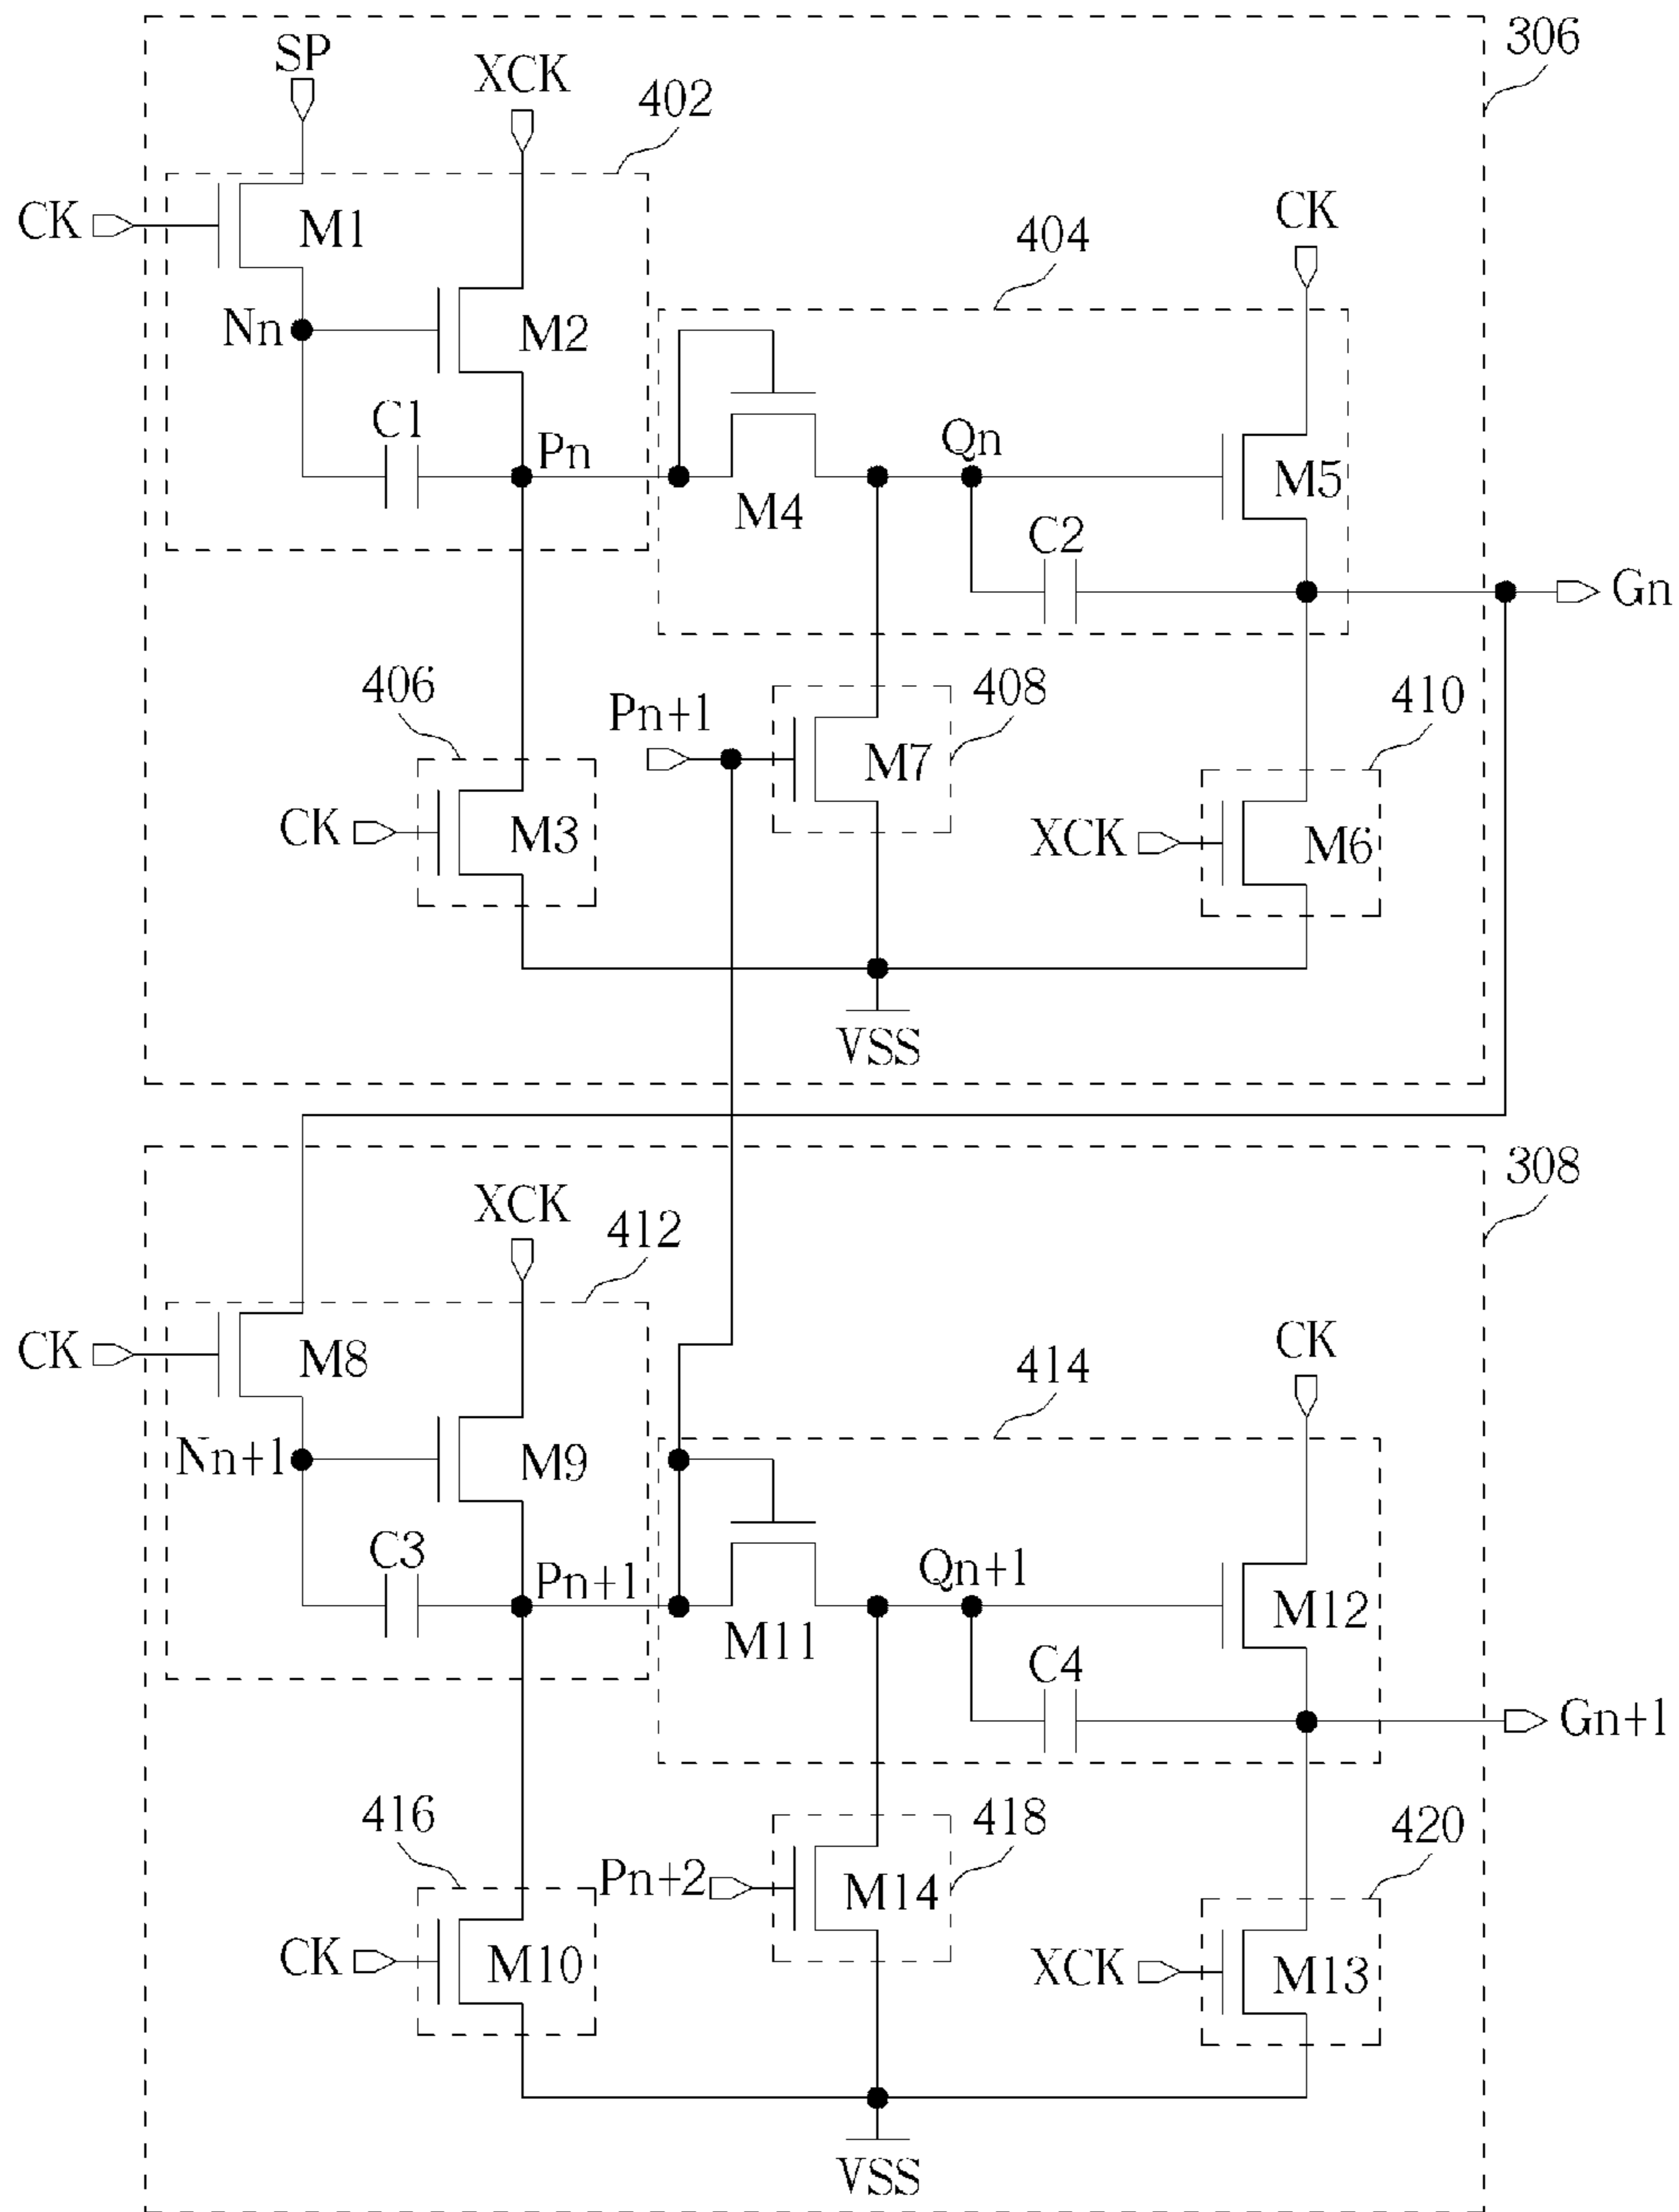 306
SP
XCK
402
CK
M1
404
CK
Nn
M2
C1
Pn
Qn
M4
M5
C2
Gn
406
Pn+1
408
410
M7
CK
M3
XCK
M6
VSS
308
XCK
412
CK
M8
414
CK
Nn+1
M9
C3
Pn+1
Qn+1
M11
M12
C4
Gn+1
416
418
420
Pn+2
M14
CK
M10
XCK
M13
VSS